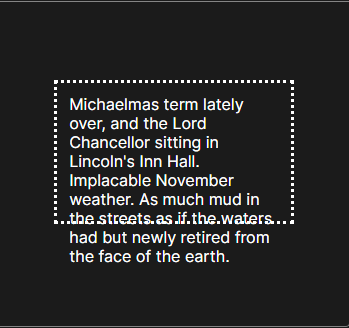 Michaelmas term lately
over, and the Lord
Chancellor sitting in
Lincoln's Inn Hall.
Implacable November
weather. As much mud in
the streets as if the waters
had but newly retired from
the face of the earth.